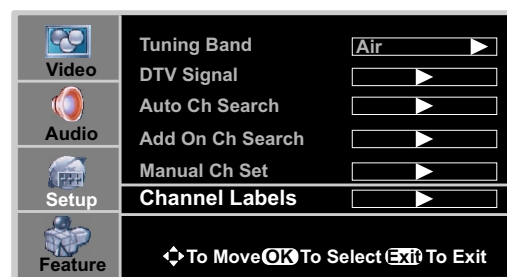 Video
Audio
Setup
Feature
Tuning Band Air
DTV Signal
Auto Ch Search
Add On Ch Search
Manual Ch Set
Channel Labels
To Move OK To Select Exit To Exit